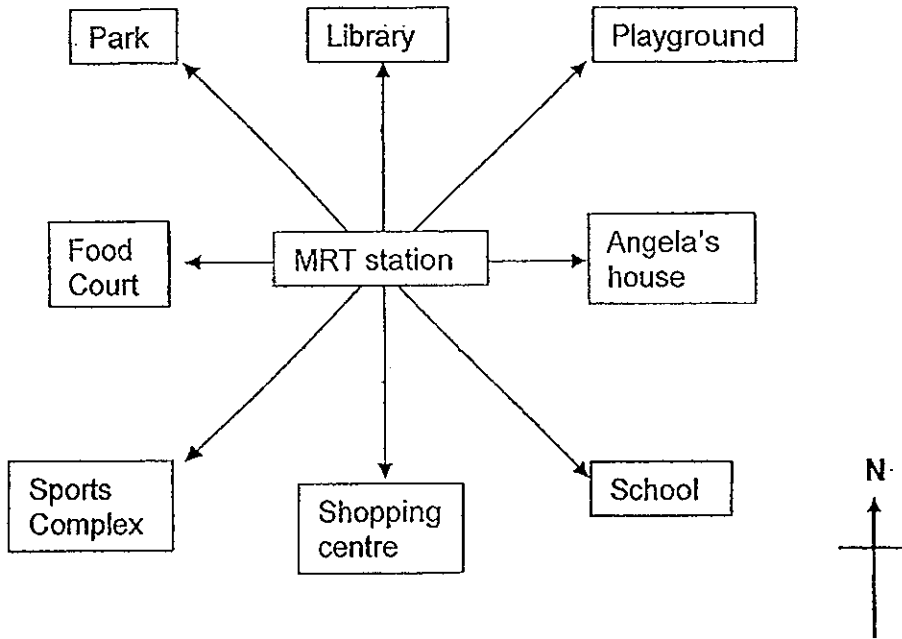 Park
Library
Playground
Food
Court
MRT station
Angela's
house
Sports
Complex
Shopping
centre
School
N